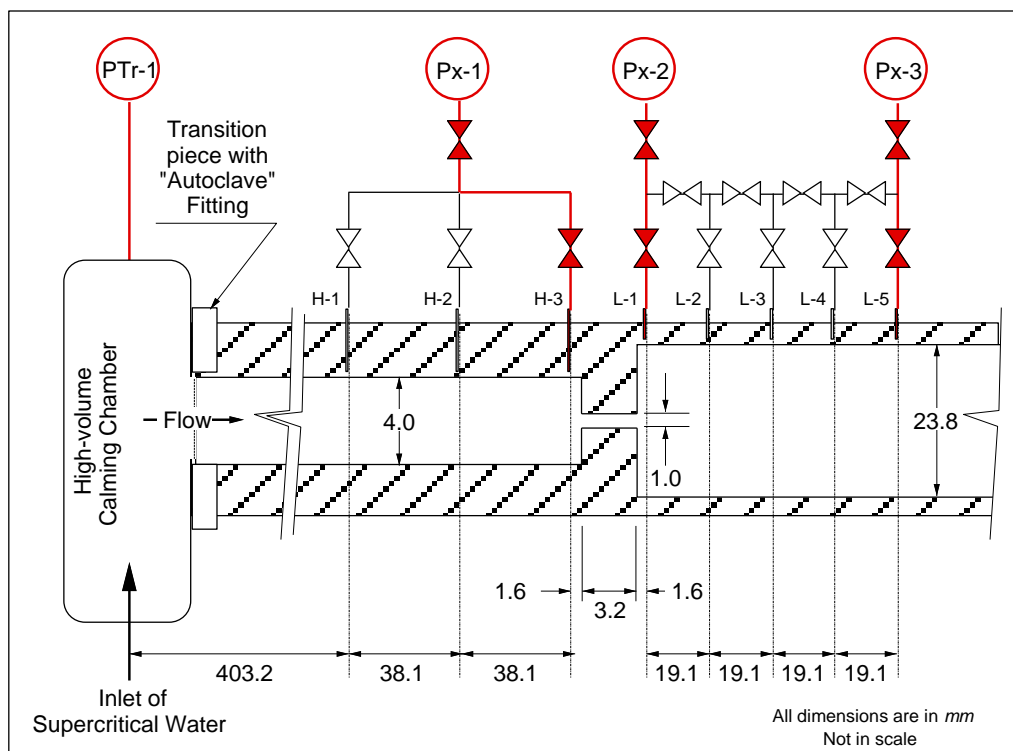 PTr-1
Px-1
Px-2
Px-3
Transition
piece with
"Autoclave"
Fitting
H-1
H-2
H-3
L-1
L-2
L-3
L-4
L-5
High-volume
Calming Chamber
Flow
4.0
1.0
23.8
1.6
3.2
1.6
403.2
38.1
38.1
19.1
19.1
19.1
19.1
Inlet of
Supercritical Water
All dimensions are in mm
Not in scale